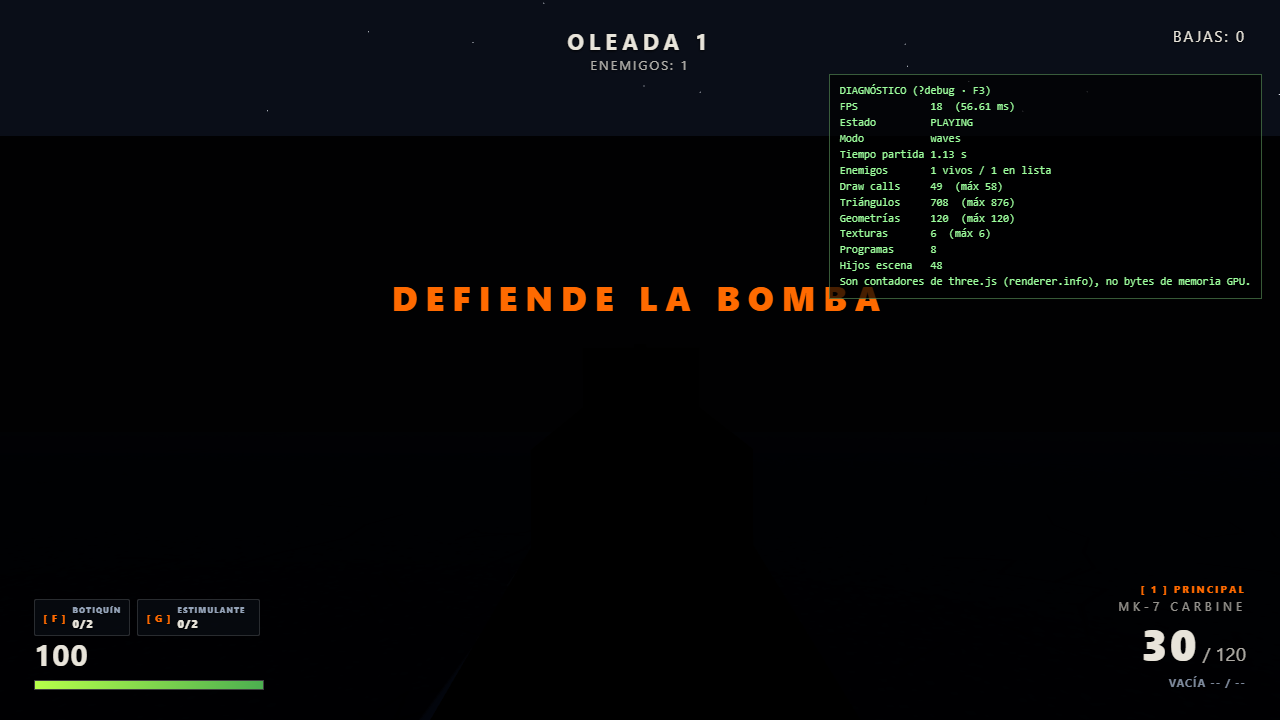 OLEADA 1
ENEMIGOS: 1
BAJAS: 0
DIAGNÓSTICO (?debug · F3)
FPS 18 (56.61 ms)
Estado PLAYING
Modo waves
Tiempo partida 1.13 s
Enemigos 1 vivos / 1 en lista
Draw calls 49 (máx 58)
Triángulos 708 (máx 876)
Geometrías 120 (máx 120)
Texturas 6 (máx 6)
Programas 8
Hijos escena 48
Son contadores de three.js (renderer.info), no bytes de memoria GPU.
DEFIENDE LA BOMBA
[ F ] BOTIQUÍN 0/2
[ G ] ESTIMULANTE 0/2
100
[ 1 ] PRINCIPAL
MK-7 CARBINE
30 / 120
VACÍA -- / --